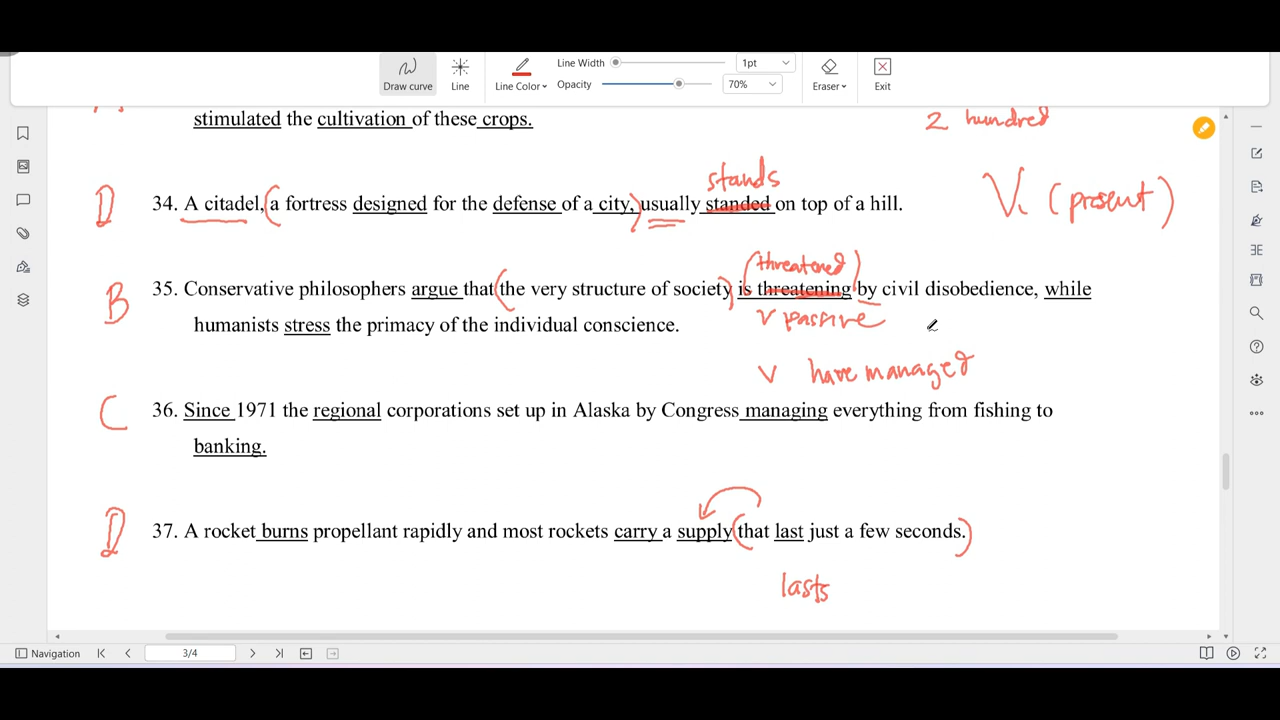 Line Width
1pt
Draw curve
Line
Line Color
Opacity
70%
Eraser
Exit
stimulated the cultivation of these crops.
2 hundred
stands
D
34. A citadel, (a fortress designed for the defense of a city,) usually standed on top of a hill.
V. (present)
(threatened)
B
35. Conservative philosophers argue that (the very structure of society) is threatening by civil disobedience, while
V passive
humanists stress the primacy of the individual conscience.
V have managed
C
36. Since 1971 the regional corporations set up in Alaska by Congress managing everything from fishing to
banking.
D
37. A rocket burns propellant rapidly and most rockets carry a supply (that last just a few seconds.)
lasts
Navigation
3/4